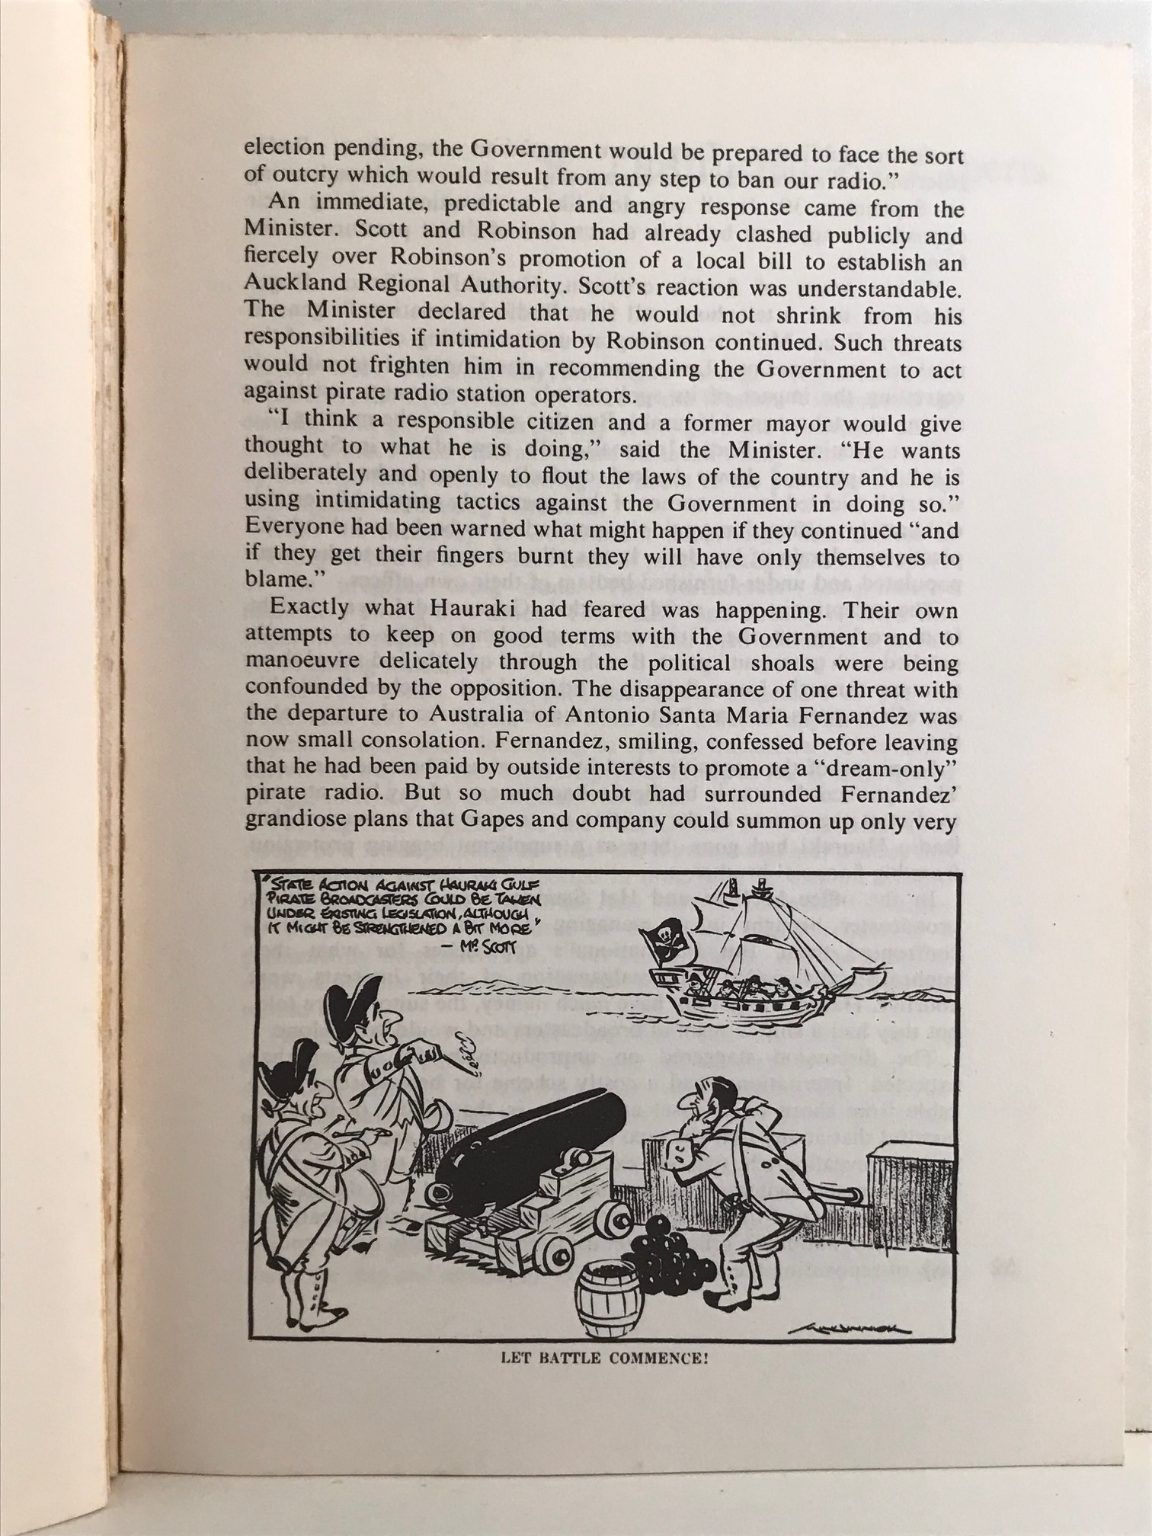 election pending, the Government would be prepared to face the sort
of outcry which would result from any step to ban our radio.”
An immediate, predictable and angry response came from the
Minister. Scott and Robinson had already clashed publicly and
fiercely over Robinson’s promotion of a local bill to establish an
Auckland Regional Authority. Scott’s reaction was understandable.
The Minister declared that he would not shrink from his
responsibilities if intimidation by Robinson continued. Such threats
would not frighten him in recommending the Government to act
against pirate radio station operators.
“I think a responsible citizen and a former mayor would give
thought to what he is doing,” said the Minister. “He wants
deliberately and openly to flout the laws of the country and he is
using intimidating tactics against the Government in doing so.”
Everyone had been warned what might happen if they continued “and
if they get their fingers burnt they will have only themselves to
blame.”
Exactly what Hauraki had feared was happening. Their own
attempts to keep on good terms with the Government and to
manoeuvre delicately through the political shoals were being
confounded by the opposition. The disappearance of one threat with
the departure to Australia of Antonio Santa Maria Fernandez was
now small consolation. Fernandez, smiling, confessed before leaving
that he had been paid by outside interests to promote a “dream-only”
pirate radio. But so much doubt had surrounded Fernandez’
grandiose plans that Gapes and company could summon up only very
"STATE ACTION AGAINST HAURAKI GULF
PIRATE BROADCASTERS COULD BE TAKEN
UNDER EXISTING LEGISLATION, ALTHOUGH
IT MIGHT BE STRENGTHENED A BIT MORE"
— MR. SCOTT
LET BATTLE COMMENCE!